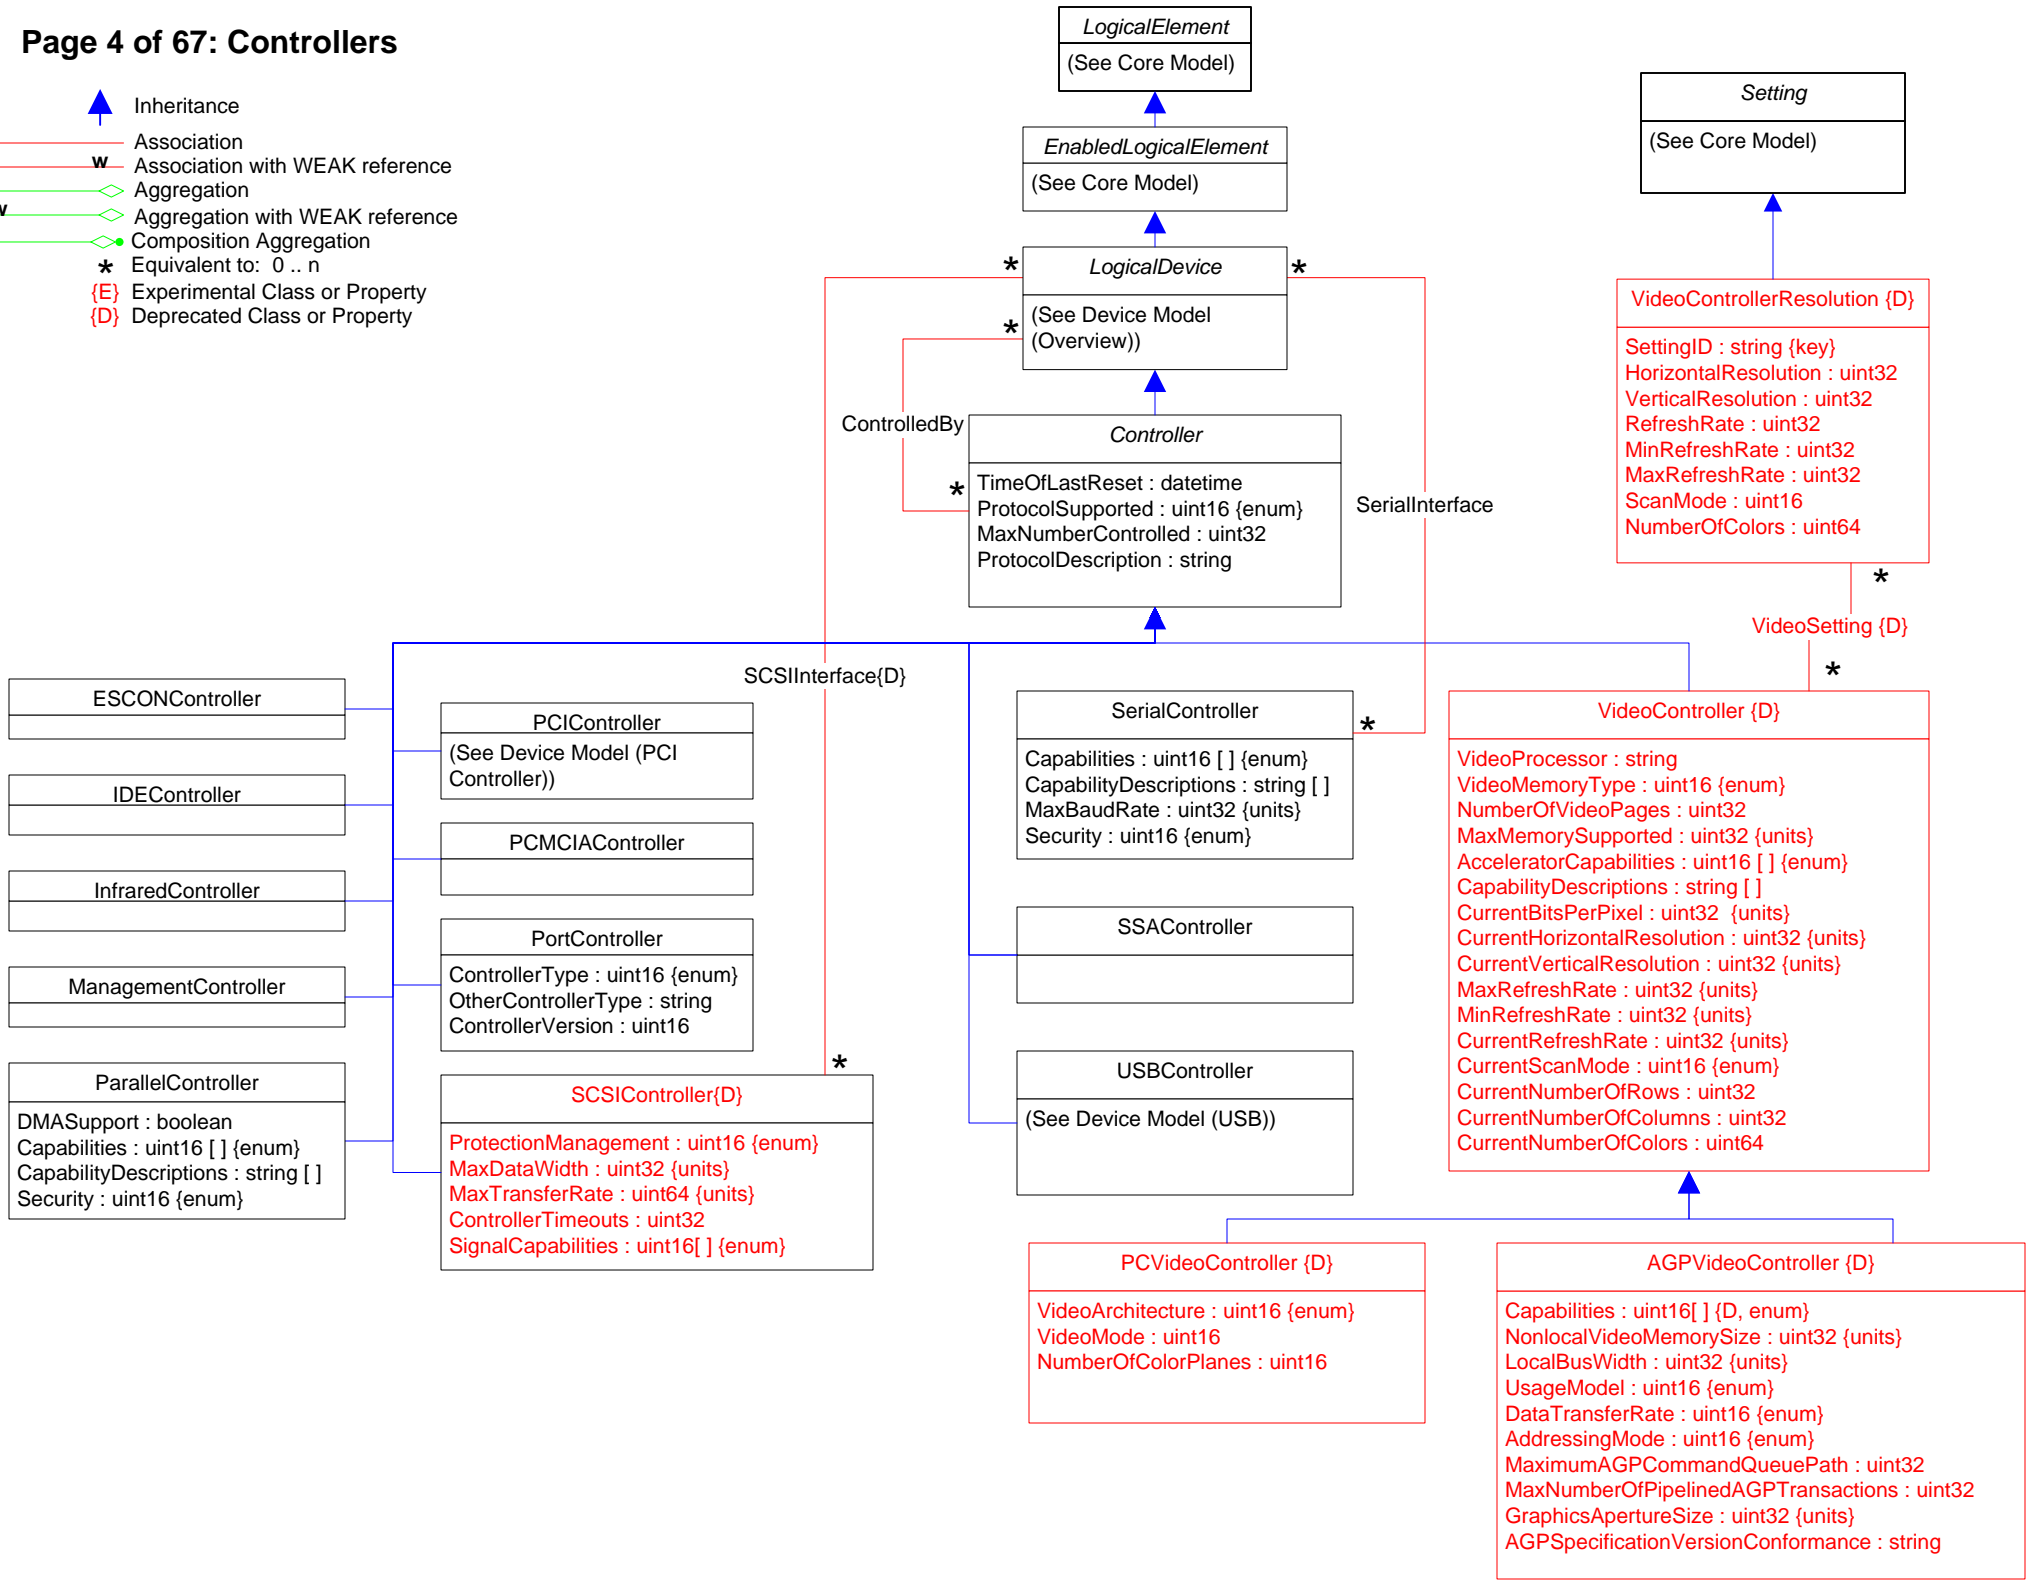 Page 4 of 67: Controllers
Inheritance
Association
w
Association with WEAK reference
Aggregation
w
Aggregation with WEAK reference
Composition Aggregation
* Equivalent to: 0 .. n
{E} Experimental Class or Property
{D} Deprecated Class or Property
LogicalElement
(See Core Model)
EnabledLogicalElement
(See Core Model)
*
LogicalDevice
*
(See Device Model
(Overview))
*
ControlledBy
*
Controller
TimeOfLastReset : datetime
ProtocolSupported : uint16 {enum}
MaxNumberControlled : uint32
ProtocolDescription : string
SerialInterface
Setting
(See Core Model)
VideoControllerResolution {D}
SettingID : string {key}
HorizontalResolution : uint32
VerticalResolution : uint32
RefreshRate : uint32
MinRefreshRate : uint32
MaxRefreshRate : uint32
ScanMode : uint16
NumberOfColors : uint64
*
VideoSetting {D}
*
SCSIInterface{D}
ESCONController
IDEController
InfraredController
ManagementController
ParallelController
DMASupport : boolean
Capabilities : uint16 [ ] {enum}
CapabilityDescriptions : string [ ]
Security : uint16 {enum}
PCIController
(See Device Model (PCI
Controller))
PCMCIAController
PortController
ControllerType : uint16 {enum}
OtherControllerType : string
ControllerVersion : uint16
*
SCSIController{D}
ProtectionManagement : uint16 {enum}
MaxDataWidth : uint32 {units}
MaxTransferRate : uint64 {units}
ControllerTimeouts : uint32
SignalCapabilities : uint16[ ] {enum}
SerialController
*
Capabilities : uint16 [ ] {enum}
CapabilityDescriptions : string [ ]
MaxBaudRate : uint32 {units}
Security : uint16 {enum}
SSAController
USBController
(See Device Model (USB))
VideoController {D}
VideoProcessor : string
VideoMemoryType : uint16 {enum}
NumberOfVideoPages : uint32
MaxMemorySupported : uint32 {units}
AcceleratorCapabilities : uint16 [ ] {enum}
CapabilityDescriptions : string [ ]
CurrentBitsPerPixel : uint32 {units}
CurrentHorizontalResolution : uint32 {units}
CurrentVerticalResolution : uint32 {units}
MaxRefreshRate : uint32 {units}
MinRefreshRate : uint32 {units}
CurrentRefreshRate : uint32 {units}
CurrentScanMode : uint16 {enum}
CurrentNumberOfRows : uint32
CurrentNumberOfColumns : uint32
CurrentNumberOfColors : uint64
PCVideoController {D}
VideoArchitecture : uint16 {enum}
VideoMode : uint16
NumberOfColorPlanes : uint16
AGPVideoController {D}
Capabilities : uint16[ ] {D, enum}
NonlocalVideoMemorySize : uint32 {units}
LocalBusWidth : uint32 {units}
UsageModel : uint16 {enum}
DataTransferRate : uint16 {enum}
AddressingMode : uint16 {enum}
MaximumAGPCommandQueuePath : uint32
MaxNumberOfPipelinedAGPTransactions : uint32
GraphicsApertureSize : uint32 {units}
AGPSpecificationVersionConformance : string